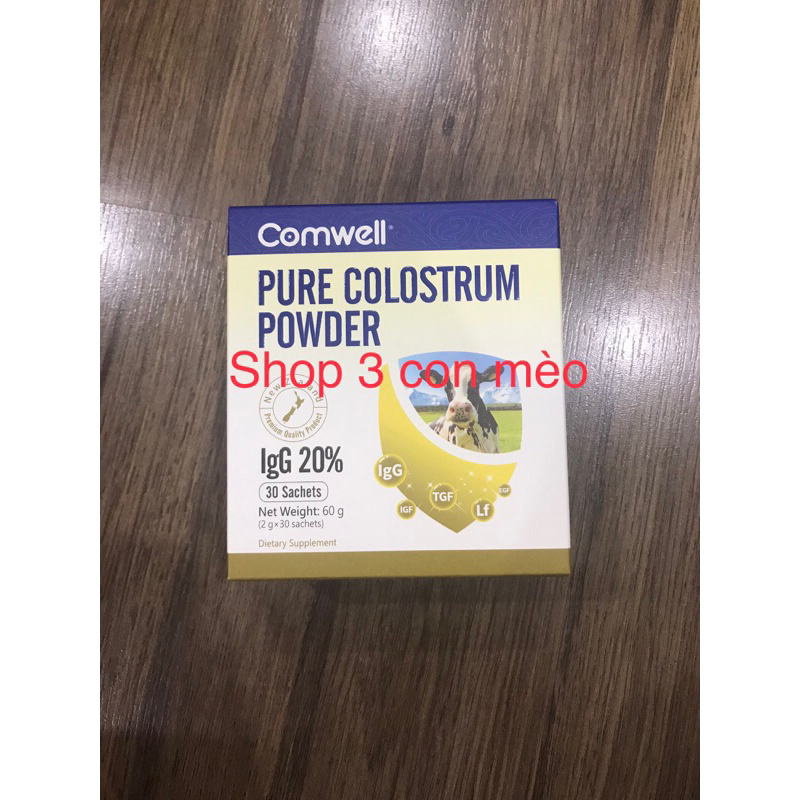 Comwell®
PURE COLOSTRUM
POWDER
Shop 3 con mèo
New Zealand
Premium Quality Product
IgG 20%
30 Sachets
Net Weight: 60 g
(2 g×30 sachets)
Dietary Supplement
IgG
IGF
TGF
Lf
EGF